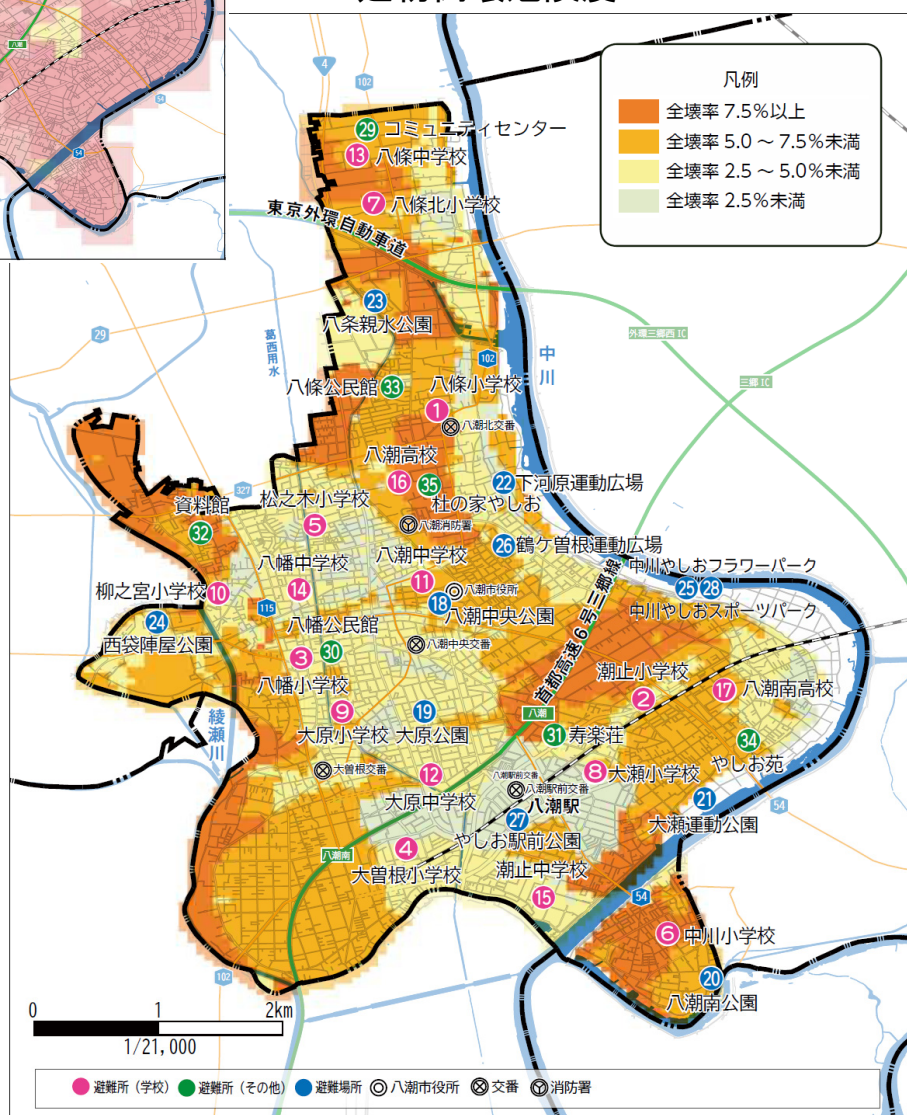 八潮
54
54
凡例
全壊率 7.5%以上
全壊率 5.0 ～ 7.5%未満
全壊率 2.5 ～ 5.0%未満
全壊率 2.5%未満
4
102
29 コミュニティセンター
13 八條中学校
7 八條北小学校
東京外環自動車道
23
八条親水公園
29
葛西用水
外環三郷西 IC
三郷 IC
102
中川
八條公民館 33
八條小学校
1
八潮北交番
八潮高校
16 35
杜の家やしお
22 下河原運動広場
327
資料館
32
松之木小学校
5
八潮消防署
26 鶴ケ曽根運動広場
八幡中学校
14
八潮中学校
11
八潮市役所
18 八潮中央公園
中川やしおフラワーパーク
25 28
中川やしおスポーツパーク
柳之宮小学校 10
115
24
西袋陣屋公園
八幡公民館
3 30
八幡小学校
八潮中央交番
首都高速6号三郷線
潮止小学校
2
17 八潮南高校
綾瀬川
9
大原小学校
19
大原公園
八潮
31 寿楽荘
34
やしお苑
大曽根交番
12
大原中学校
八潮駅前交番
八潮駅前交番
八潮駅
8 大瀬小学校
21
大瀬運動公園
54
27
やしお駅前公園
八潮南
4
大曽根小学校
潮止中学校
15
54
6 中川小学校
20
八潮南公園
102
0 1 2km
1/21,000
避難所（学校） 避難所（その他） 避難場所 八潮市役所 交番 消防署